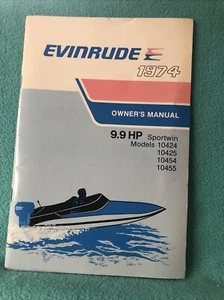 EVINRUDE
1974
OWNER'S MANUAL
9.9 HP Sportwin
Models 10424
10425
10454
10455